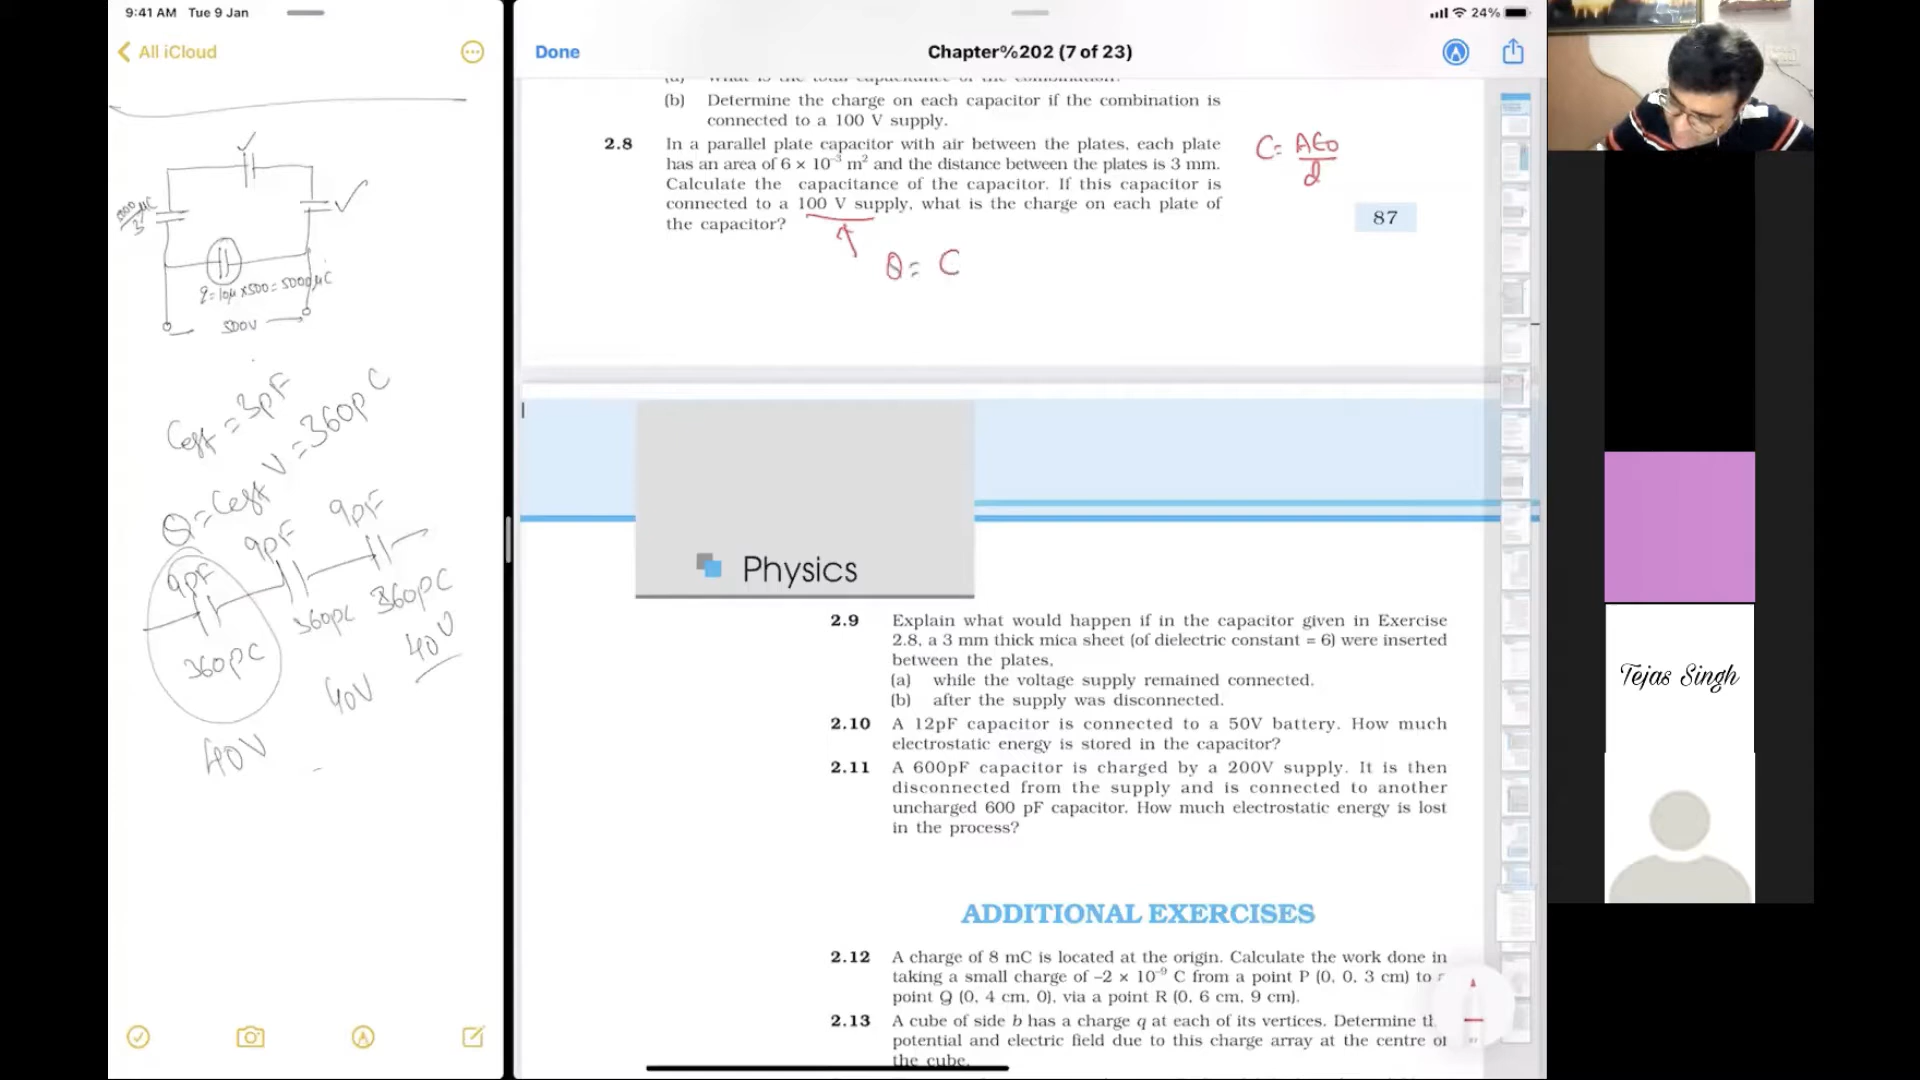 9:41 AM Tue 9 Jan
All iCloud
5000 μC
3
q=10μ×500=5000μC
500V
Ceff = 3pF
Q=Ceff V=360pC
9pF 9pF 9pF
360pC 360pC 360pC
40V 40V 40V
24%
Done
Chapter%202 (7 of 23)
(a) What is the total capacitance of the combination?
(b) Determine the charge on each capacitor if the combination is
connected to a 100 V supply.
2.8 In a parallel plate capacitor with air between the plates, each plate
has an area of 6 × 10⁻³ m² and the distance between the plates is 3 mm.
Calculate the capacitance of the capacitor. If this capacitor is
connected to a 100 V supply, what is the charge on each plate of
the capacitor?
C= Aε₀
d
87
Q= C
Physics
2.9 Explain what would happen if in the capacitor given in Exercise
2.8, a 3 mm thick mica sheet (of dielectric constant = 6) were inserted
between the plates,
(a) while the voltage supply remained connected.
(b) after the supply was disconnected.
2.10 A 12pF capacitor is connected to a 50V battery. How much
electrostatic energy is stored in the capacitor?
2.11 A 600pF capacitor is charged by a 200V supply. It is then
disconnected from the supply and is connected to another
uncharged 600 pF capacitor. How much electrostatic energy is lost
in the process?
ADDITIONAL EXERCISES
2.12 A charge of 8 mC is located at the origin. Calculate the work done in
taking a small charge of –2 × 10⁻⁹ C from a point P (0, 0, 3 cm) to
point Q (0, 4 cm, 0), via a point R (0, 6 cm, 9 cm).
2.13 A cube of side b has a charge q at each of its vertices. Determine th
potential and electric field due to this charge array at the centre of
the cube.
Tejas Singh